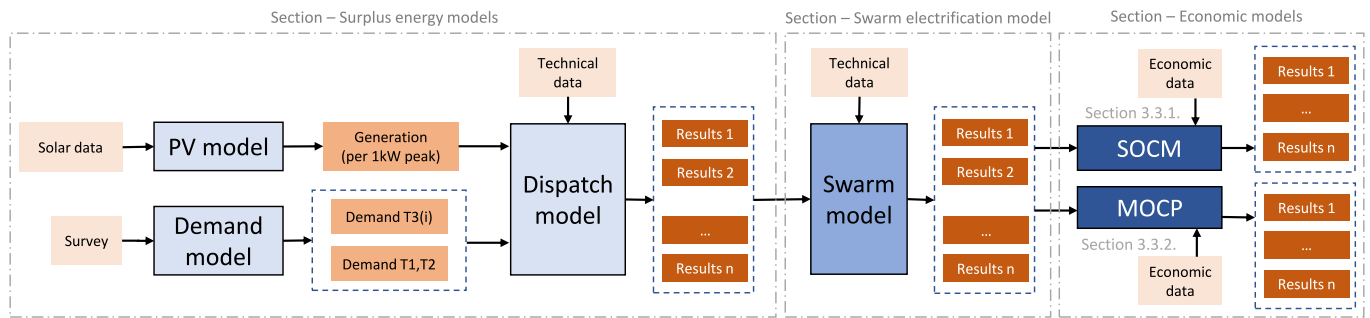 Section – Surplus energy models
Solar data
PV model
Generation
(per 1kW peak)
Survey
Demand
model
Demand T3(i)
Demand T1,T2
Technical
data
Dispatch
model
Results 1
Results 2
...
Results n
Section – Swarm electrification model
Technical
data
Swarm
model
Results 1
Results 2
...
Results n
Section – Economic models
Economic
data
Section 3.3.1.
SOCM
Results 1
...
Results n
MOCP
Section 3.3.2.
Economic
data
Results 1
...
Results n